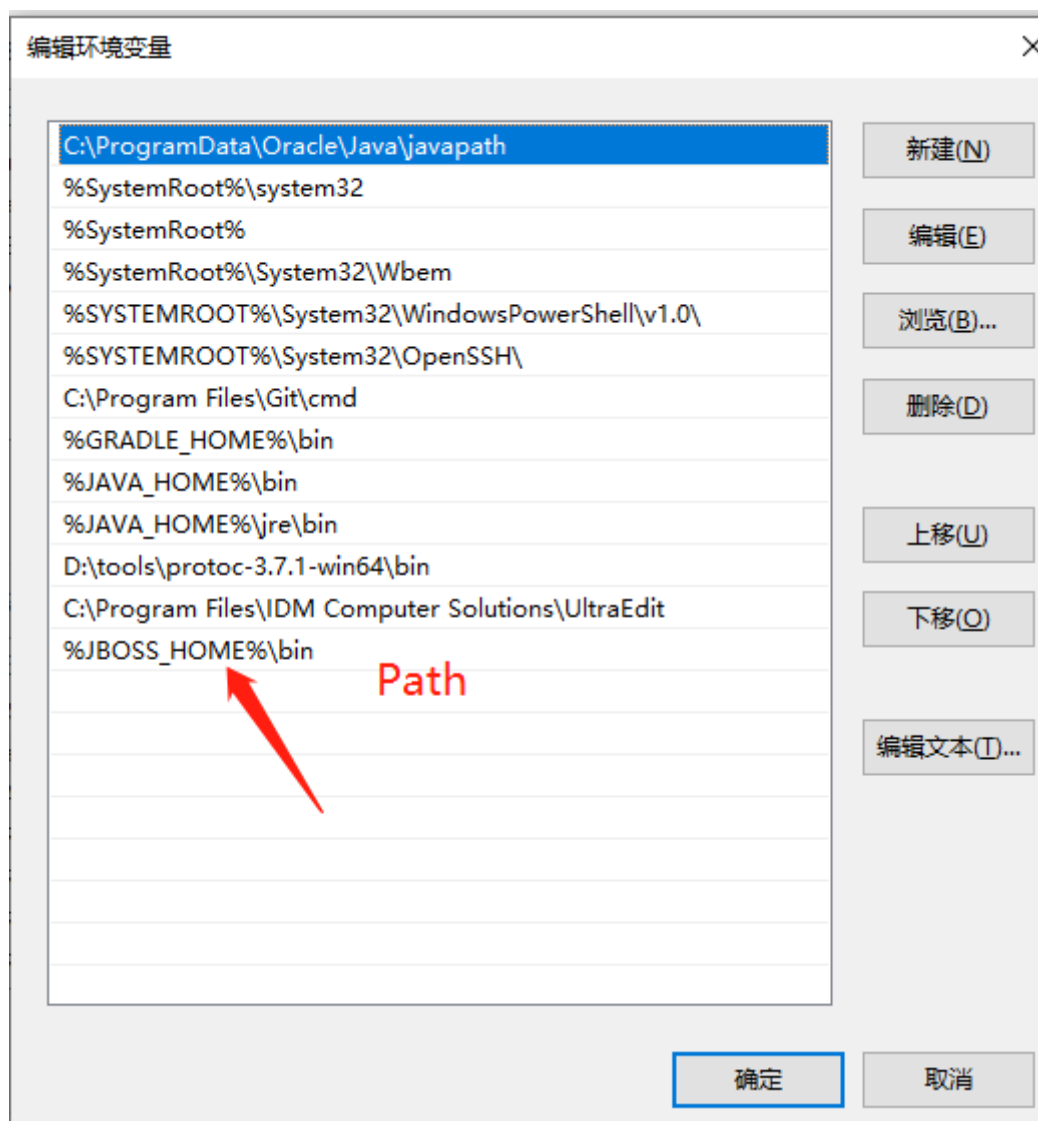 编辑环境变量
C:\ProgramData\Oracle\Java\javapath
%SystemRoot%\system32
%SystemRoot%
%SystemRoot%\System32\Wbem
%SYSTEMROOT%\System32\WindowsPowerShell\v1.0\
%SYSTEMROOT%\System32\OpenSSH\
C:\Program Files\Git\cmd
%GRADLE_HOME%\bin
%JAVA_HOME%\bin
%JAVA_HOME%\jre\bin
D:\tools\protoc-3.7.1-win64\bin
C:\Program Files\IDM Computer Solutions\UltraEdit
%JBOSS_HOME%\bin
Path
新建(N)
编辑(E)
浏览(B)...
删除(D)
上移(U)
下移(O)
编辑文本(T)...
确定
取消